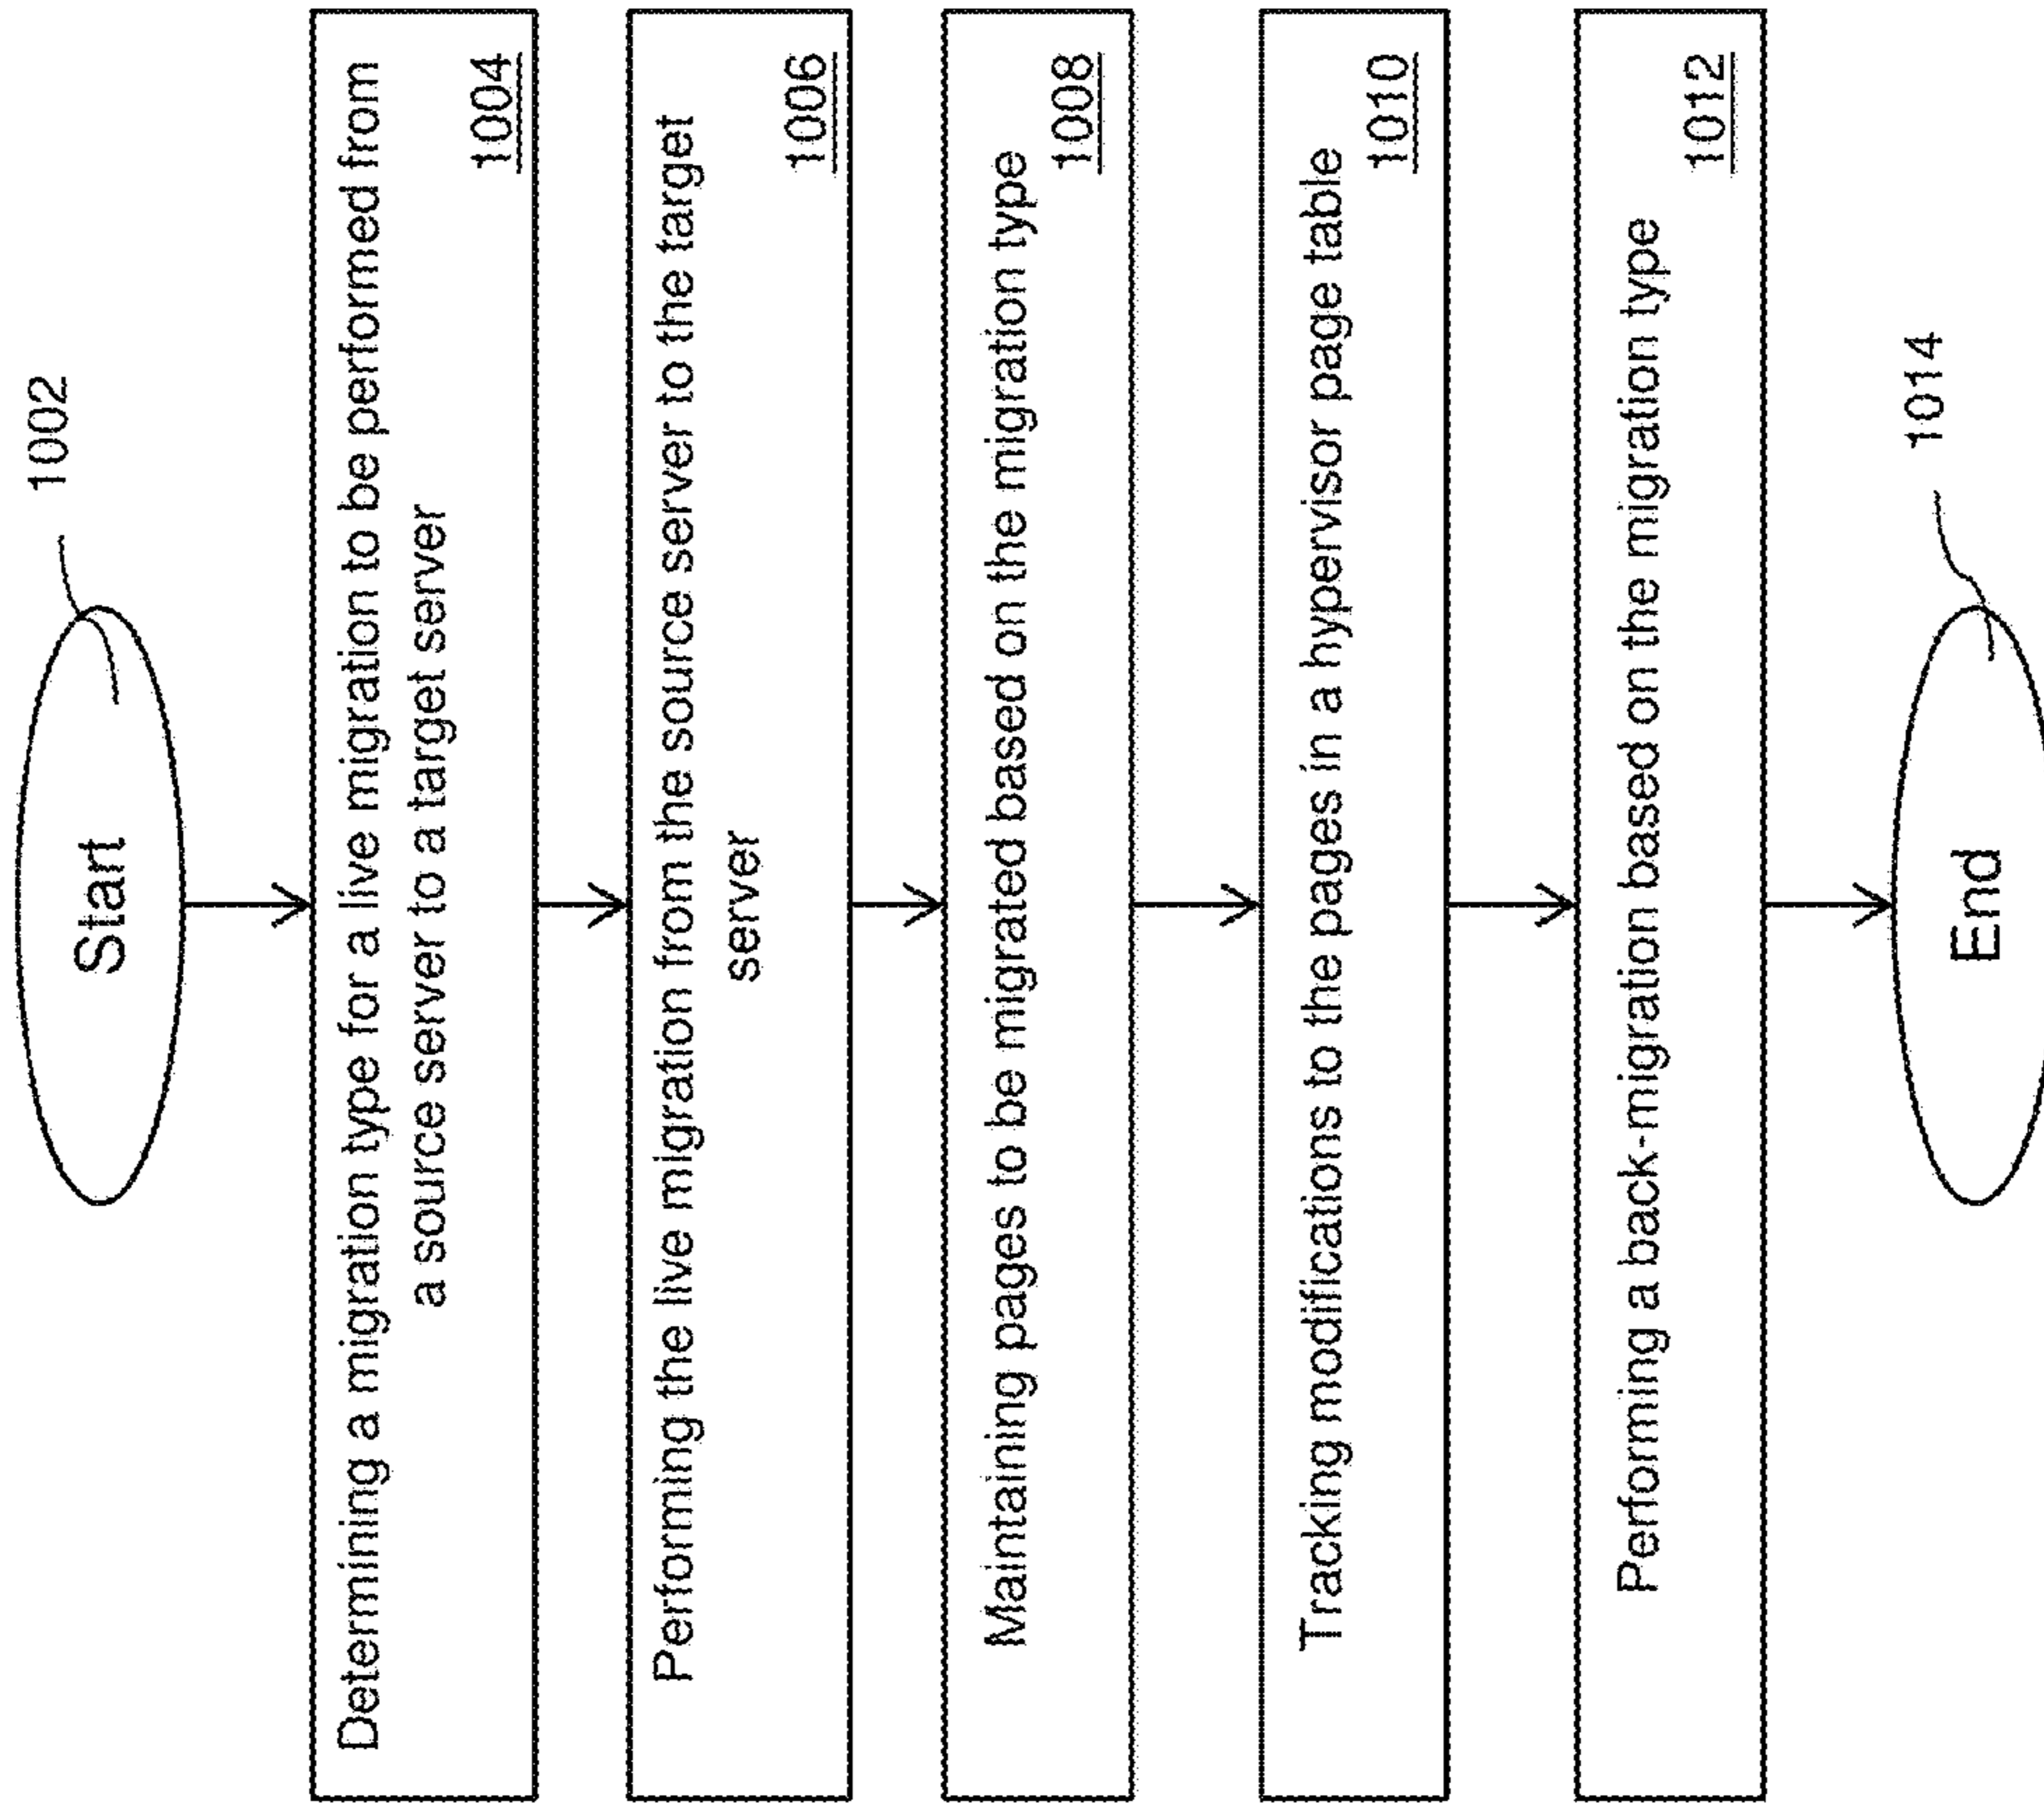 1002
Start
Determining a migration type for a live migration to be performed from
a source server to a target server
1004
Performing the live migration from the source server to the target
server
1006
Maintaining pages to be migrated based on the migration type
1008
Tracking modifications to the pages in a hypervisor page table
1010
Performing a back-migration based on the migration type
1012
1014
End